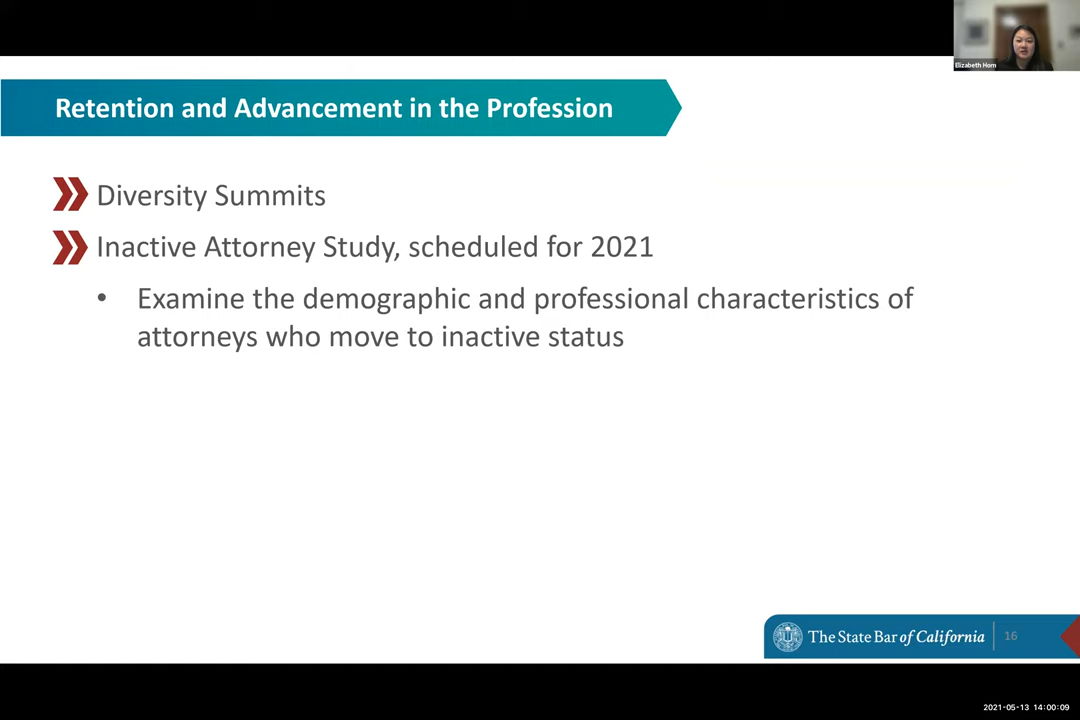 Elizabeth Hom
Retention and Advancement in the Profession
Diversity Summits
Inactive Attorney Study, scheduled for 2021
• Examine the demographic and professional characteristics of
attorneys who move to inactive status
The State Bar of California 16
2021-05-13 14:00:09